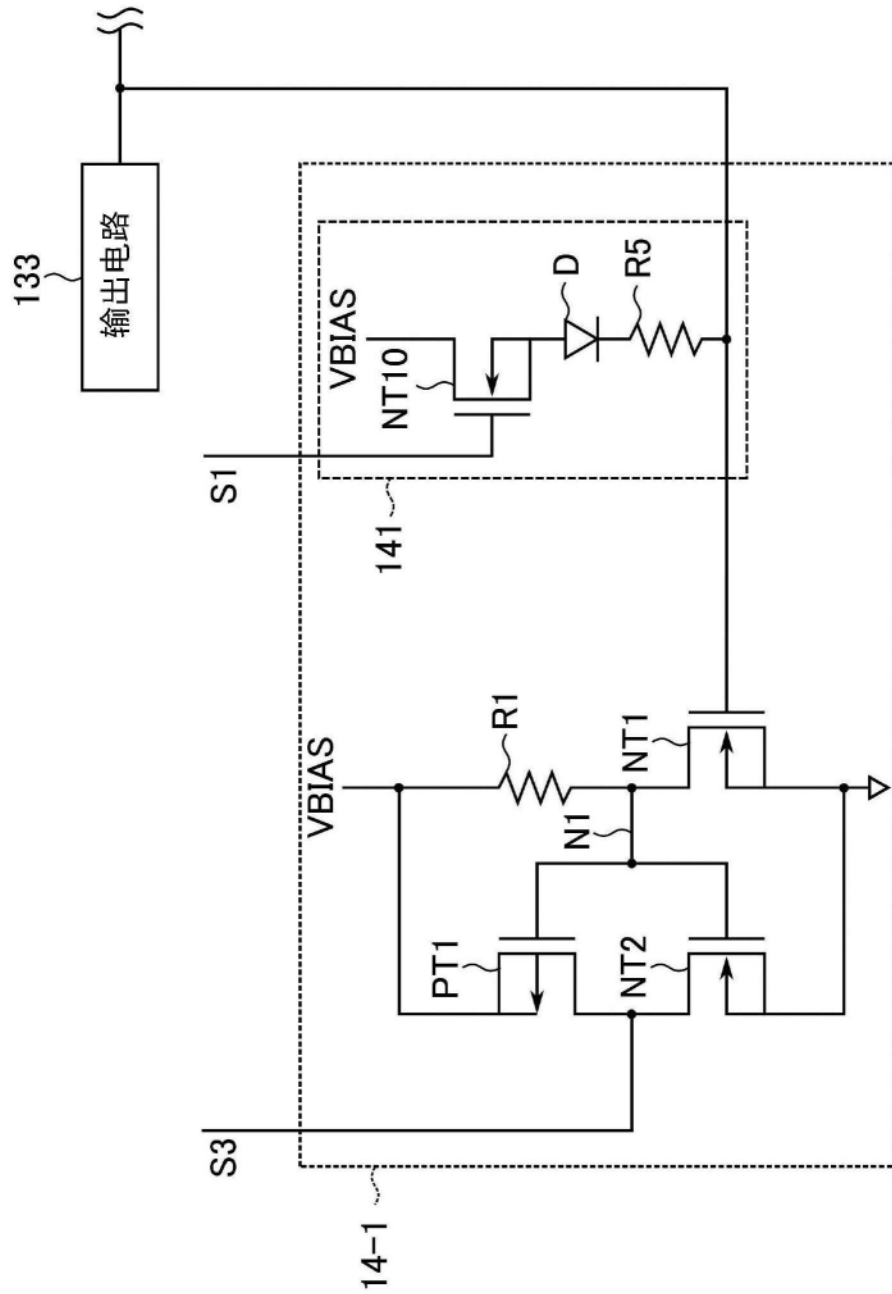 133
输出电路
S1
VBIAS
NT10
D
R5
141
VBIAS
R1
N1
NT1
PT1
NT2
S3
14-1